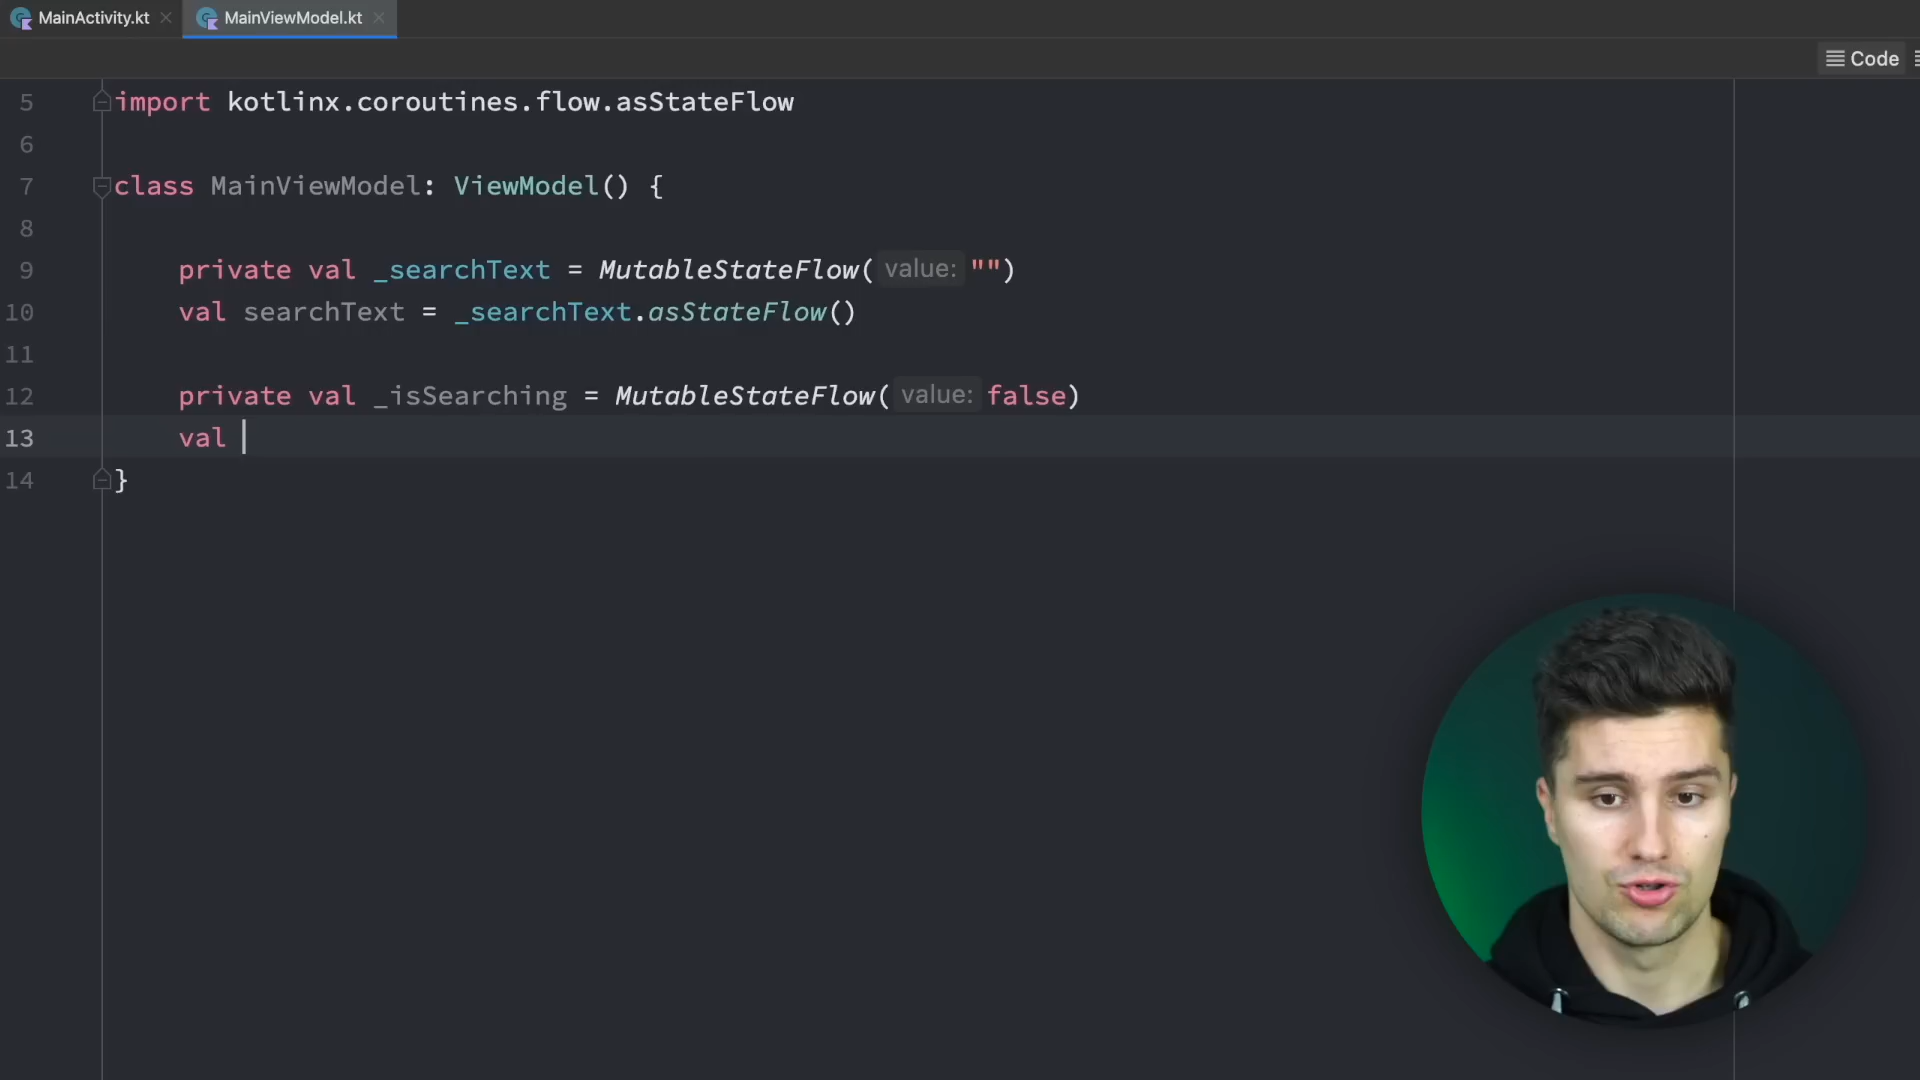 MainActivity.kt
MainViewModel.kt
Code
5 import kotlinx.coroutines.flow.asStateFlow
6
7 class MainViewModel: ViewModel() {
8
9 private val _searchText = MutableStateFlow( value: "")
10 val searchText = _searchText.asStateFlow()
11
12 private val _isSearching = MutableStateFlow( value: false)
13 val
14 }